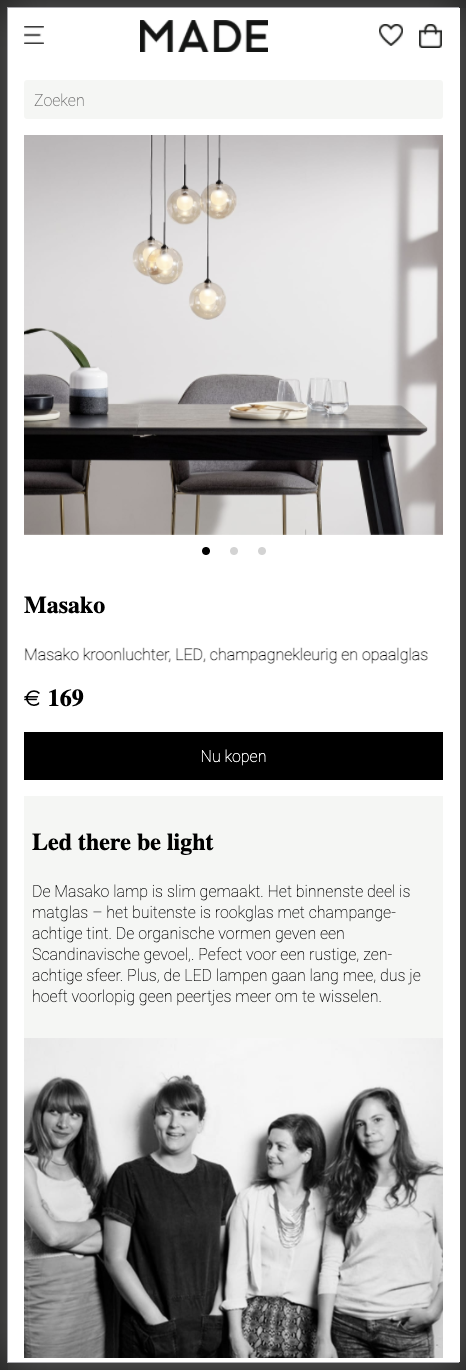 MADE
Zoeken
Masako
Masako kroonluchter, LED, champagnekleurig en opaalglas
€ 169
Nu kopen
Led there be light
De Masako lamp is slim gemaakt. Het binnenste deel is
matglas – het buitenste is rookglas met champange-
achtige tint. De organische vormen geven een
Scandinavische gevoel,. Pefect voor een rustige, zen-
achtige sfeer. Plus, de LED lampen gaan lang mee, dus je
hoeft voorlopig geen peertjes meer om te wisselen.